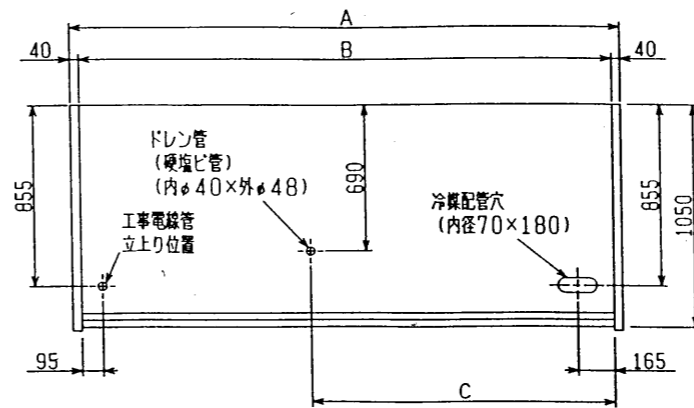 A
40
B
40
ドレン管
(硬塩ビ管)
(内φ40×外φ48)
690
855
工事電線管
立上り位置
冷媒配管穴
(内径70×180)
855
1050
95
165
C